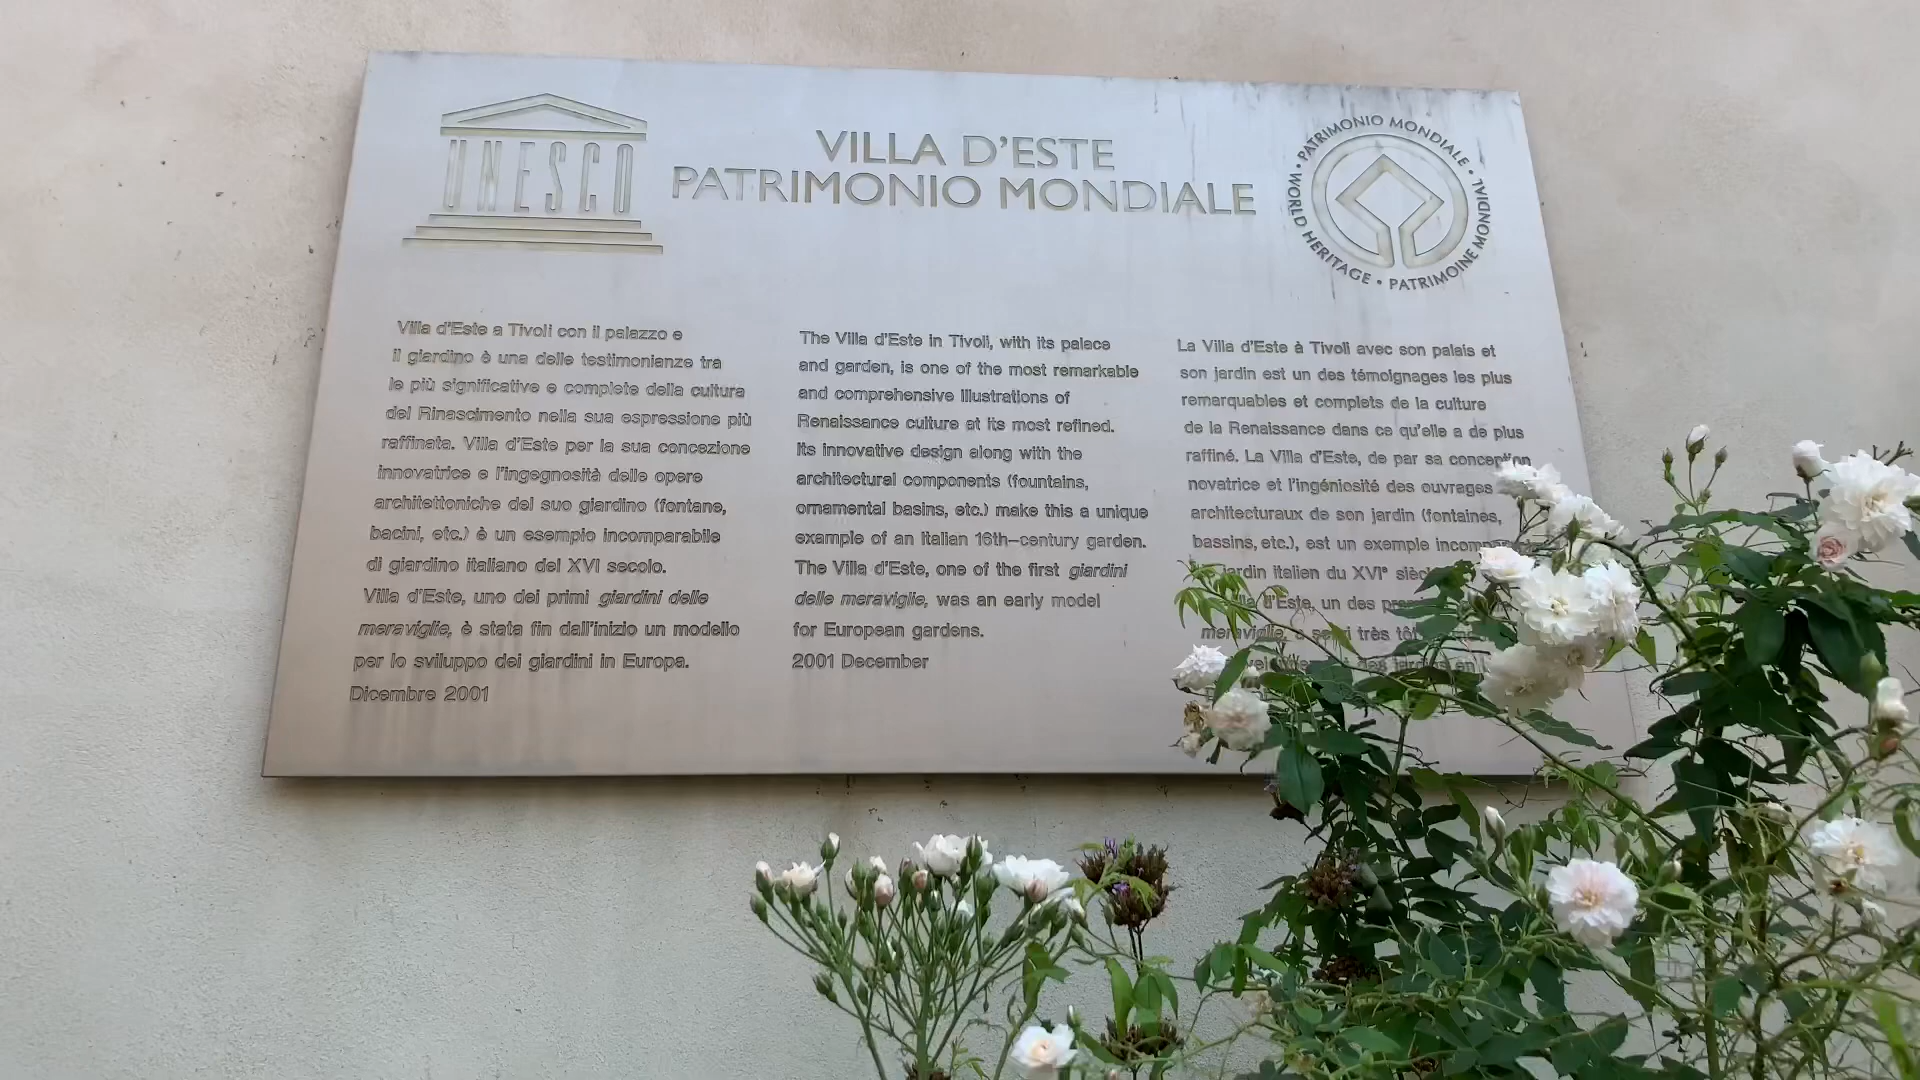 UNESCO
VILLA D'ESTE
PATRIMONIO MONDIALE
• PATRIMONIO MONDIALE • WORLD HERITAGE • PATRIMOINE MONDIAL
Villa d'Este a Tivoli con il palazzo e
il giardino è una delle testimonianze tra
le più significative e complete della cultura
del Rinascimento nella sua espressione più
raffinata. Villa d'Este per la sua concezione
innovatrice e l'ingegnosità delle opere
architettoniche del suo giardino (fontane,
bacini, etc.) è un esempio incomparabile
di giardino italiano del XVI secolo.
Villa d'Este, uno dei primi giardini delle
meraviglie, è stata fin dall'inizio un modello
per lo sviluppo dei giardini in Europa.
Dicembre 2001
The Villa d'Este in Tivoli, with its palace
and garden, is one of the most remarkable
and comprehensive illustrations of
Renaissance culture at its most refined.
Its innovative design along with the
architectural components (fountains,
ornamental basins, etc.) make this a unique
example of an Italian 16th-century garden.
The Villa d'Este, one of the first giardini
delle meraviglie, was an early model
for European gardens.
2001 December
La Villa d'Este à Tivoli avec son palais et
son jardin est un des témoignages les plus
remarquables et complets de la culture
de la Renaissance dans ce qu'elle a de plus
raffiné. La Villa d'Este, de par sa conception
novatrice et l'ingéniosité des ouvrages
architecturaux de son jardin (fontaines,
bassins, etc.), est un exemple
jardin italien du XVIe
d'Este, un des
meraviglie, a servi très tôt
des jardins en